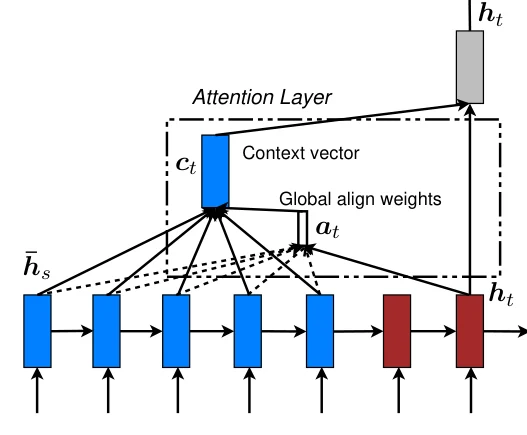 h_t
Attention Layer
c_t
Context vector
Global align weights
a_t
h̄_s
h_t